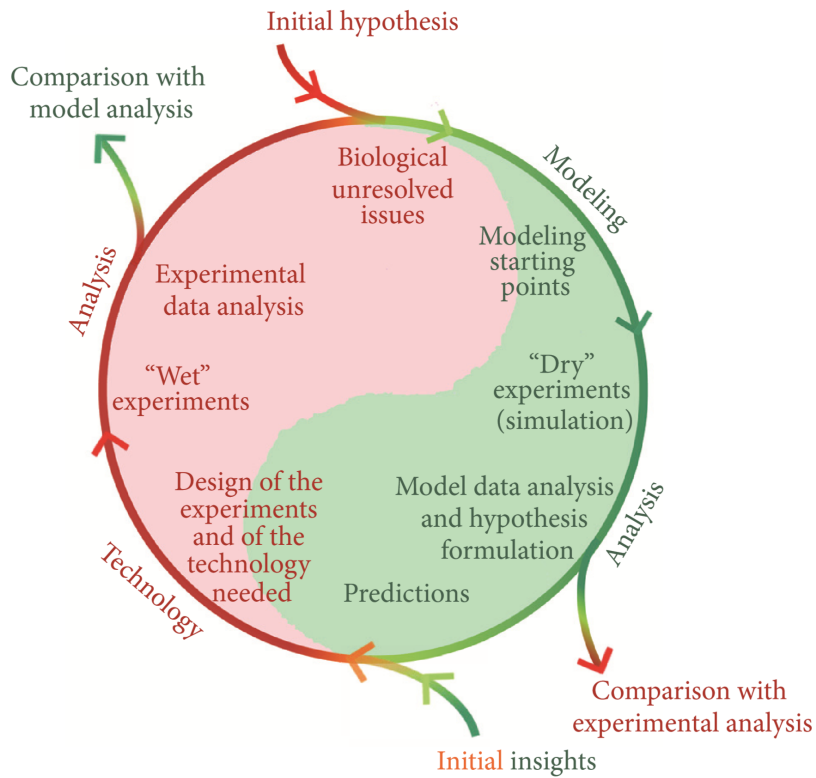 Initial hypothesis
Comparison with
model analysis
Biological
unresolved
issues
Modeling
Modeling
starting
points
"Dry"
experiments
(simulation)
Model data analysis
and hypothesis
formulation
Analysis
Predictions
Comparison with
experimental analysis
Initial insights
Design of the
experiments
and of the
technology
needed
Technology
"Wet"
experiments
Experimental
data analysis
Analysis